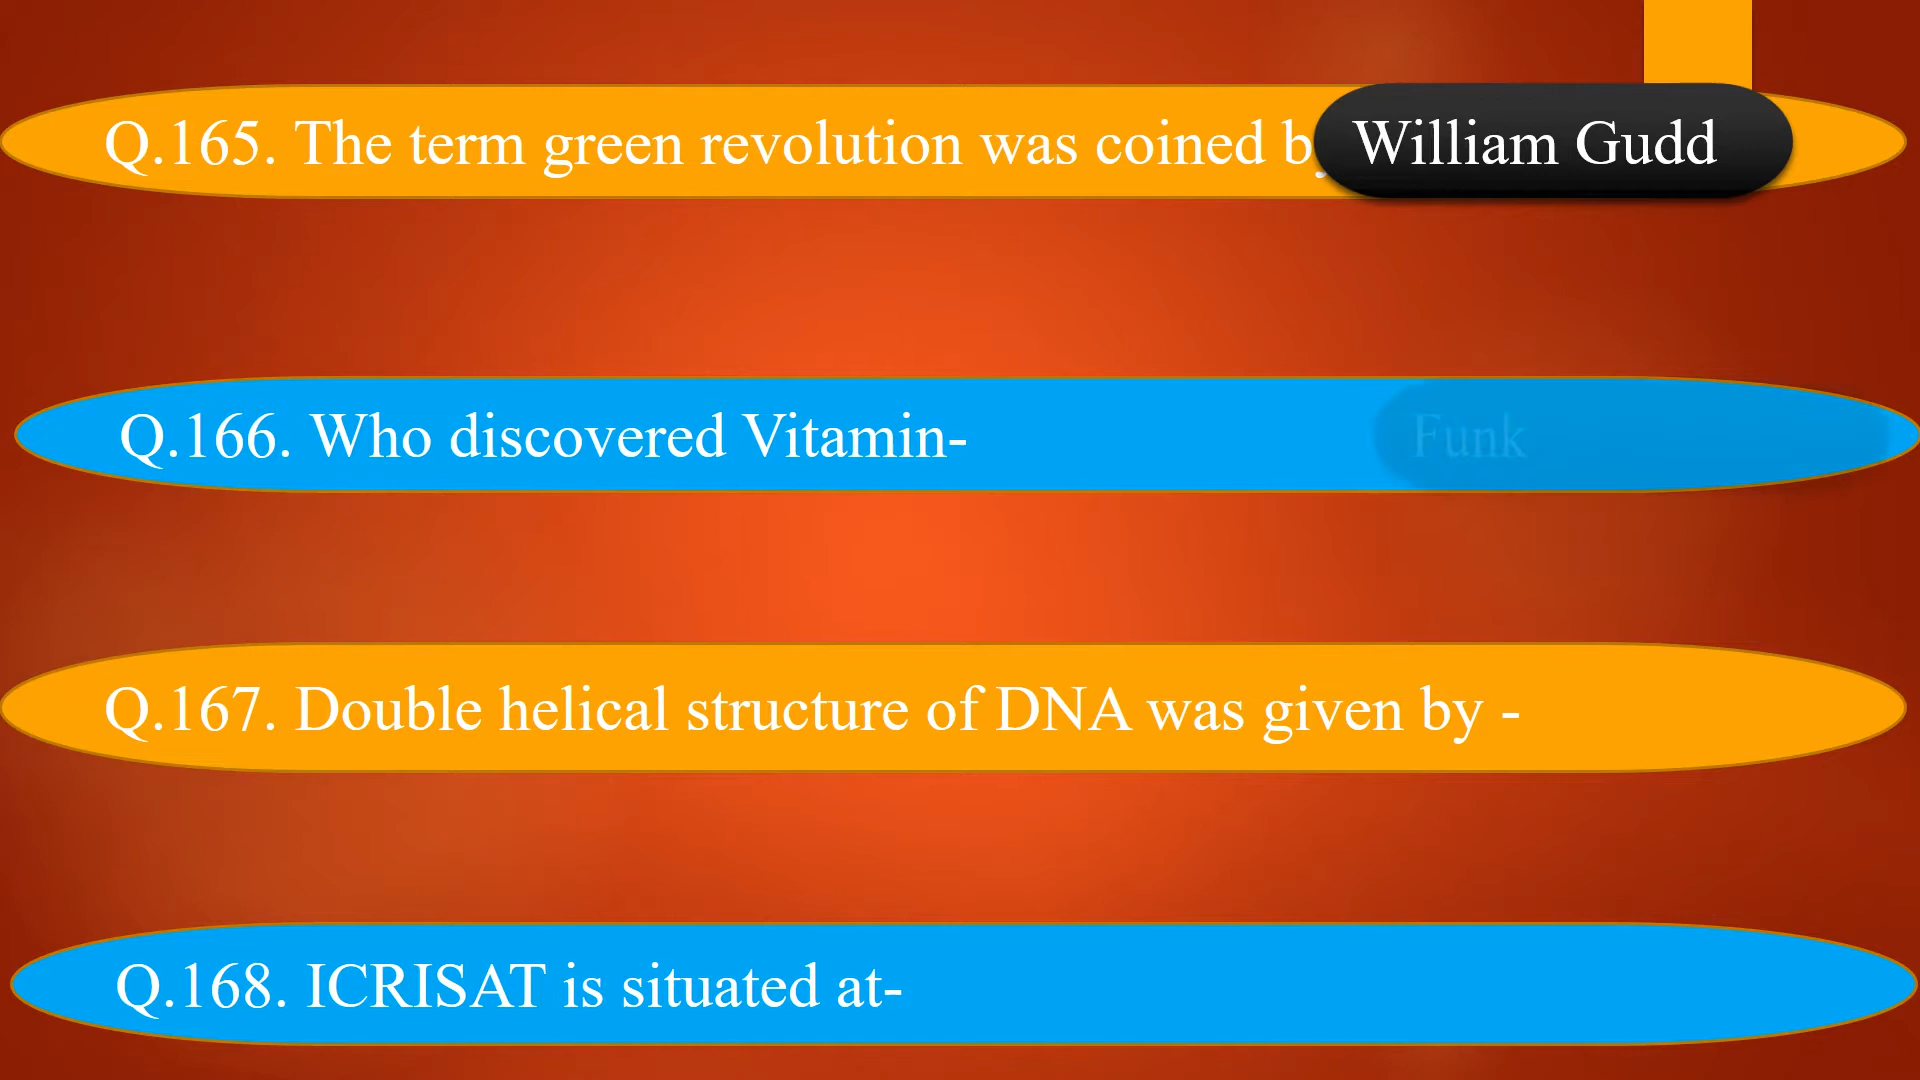 Q.165. The term green revolution was coined by William Gudd
Q.166. Who discovered Vitamin- Funk
Q.167. Double helical structure of DNA was given by -
Q.168. ICRISAT is situated at-